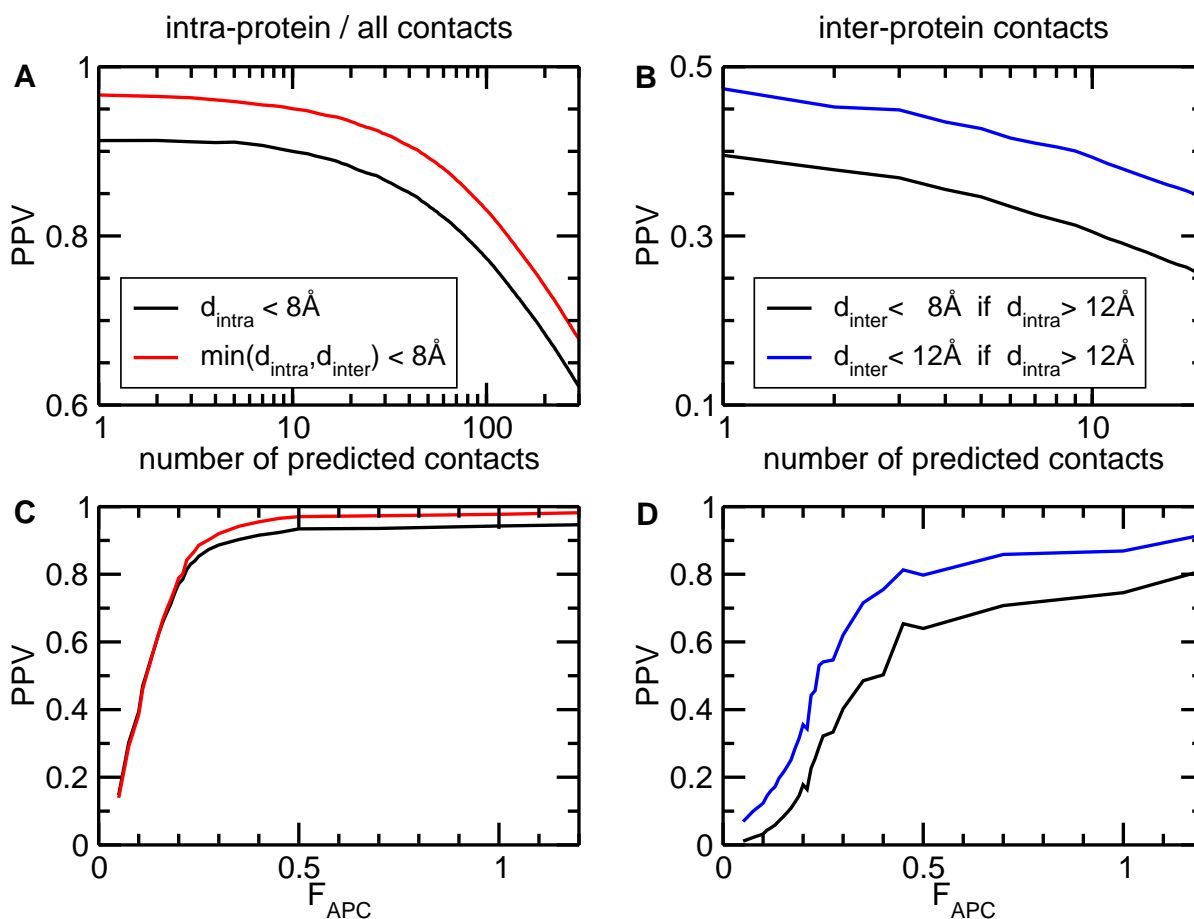 intra-protein / all contacts
inter-protein contacts
A
1
0.8
0.6
PPV
d_intra < 8Å
min(d_intra,d_inter) < 8Å
1 10 100
number of predicted contacts
B
0.5
0.3
0.1
PPV
d_inter < 8Å if d_intra > 12Å
d_inter < 12Å if d_intra > 12Å
1 10
number of predicted contacts
C
1
0.8
0.6
0.4
0.2
0
PPV
0 0.5 1
F_APC
D
1
0.8
0.6
0.4
0.2
0
PPV
0 0.5 1
F_APC